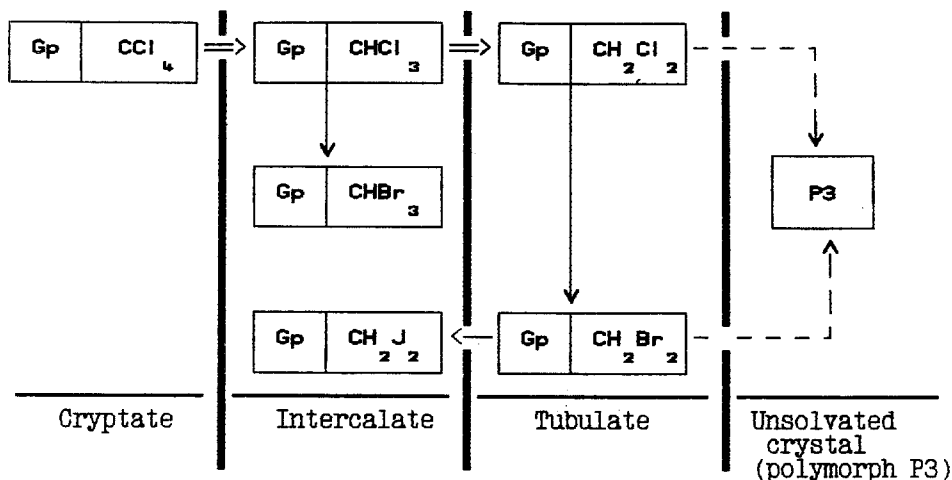 Gp CCl4 Gp CHCl3 Gp CH2Cl2
P3
Gp CHBr3
Gp CH2J2 Gp CH2Br2
Cryptate Intercalate Tubulate Unsolvated
crystal
(polymorph P3)